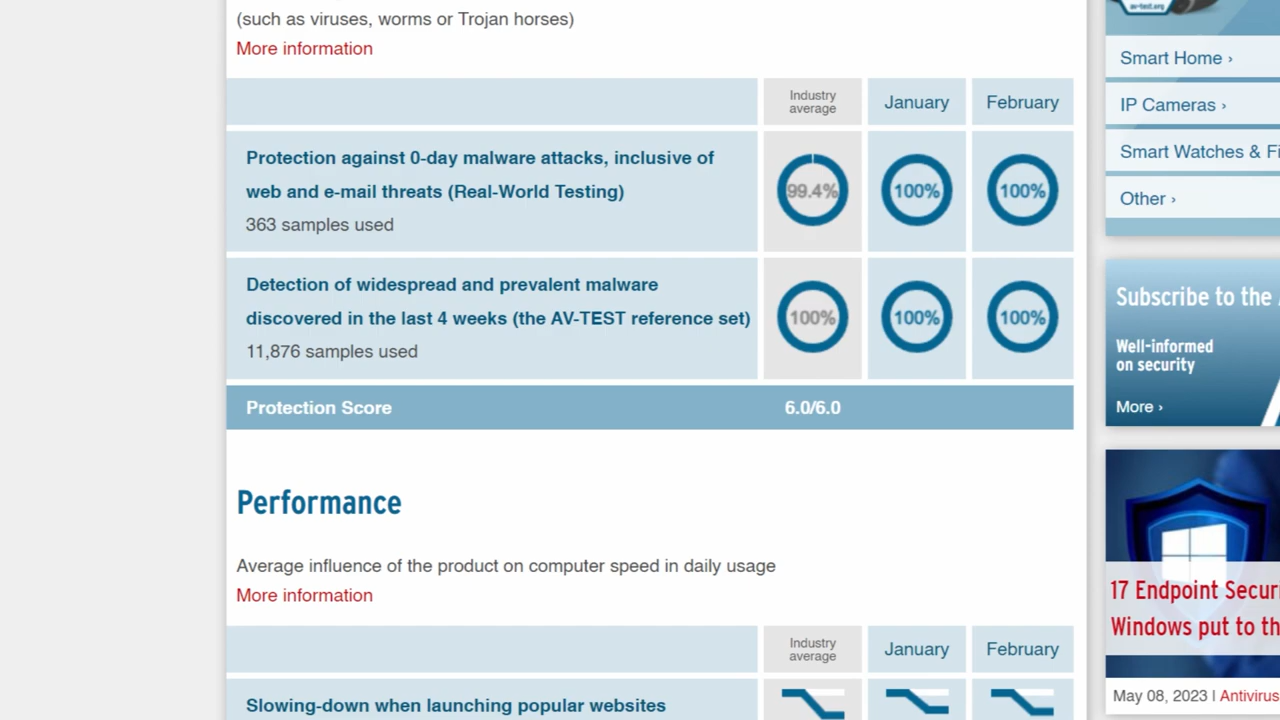 (such as viruses, worms or Trojan horses)
More information
Industry
average
January
February
Protection against 0-day malware attacks, inclusive of
web and e-mail threats (Real-World Testing)
363 samples used
99.4%
100%
100%
Detection of widespread and prevalent malware
discovered in the last 4 weeks (the AV-TEST reference set)
11,876 samples used
100%
100%
100%
Protection Score
6.0/6.0
Performance
Average influence of the product on computer speed in daily usage
More information
Industry
average
January
February
Slowing-down when launching popular websites
av-test.org
Smart Home ›
IP Cameras ›
Smart Watches &
Other ›
Subscribe to the
Well-informed
on security
More ›
17 Endpoint
Windows put to
May 08, 2023 | Antivirus